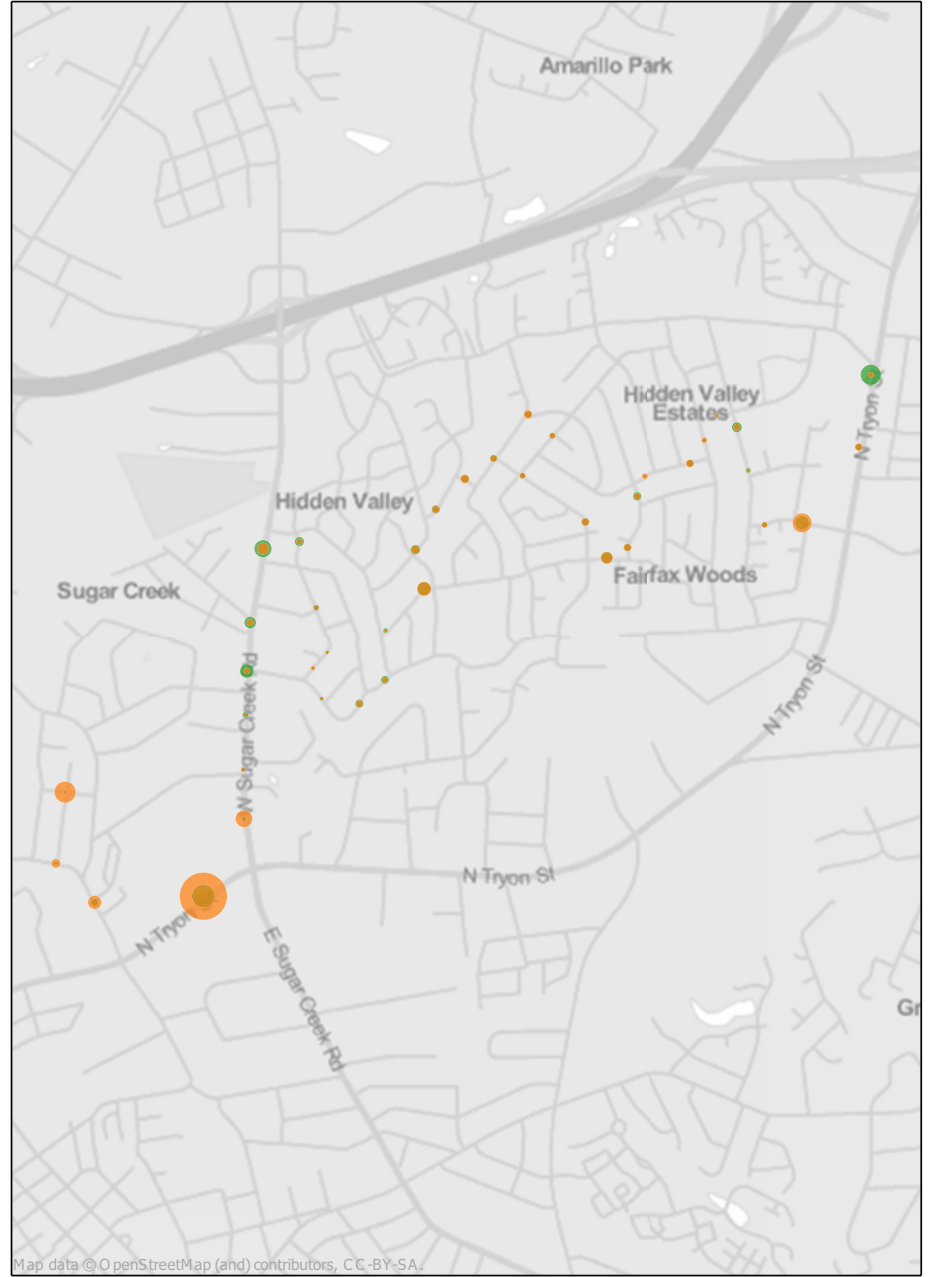 Amarillo Park
Hidden Valley
Estates
N Tryon St
Hidden Valley
Fairfax Woods
Sugar Creek
N Sugar Creek Rd
N Tryon St
N Tryon St
N Tryon
E Sugar Creek Rd
Gr
Map data © OpenStreetMap (and) contributors, CC-BY-SA.